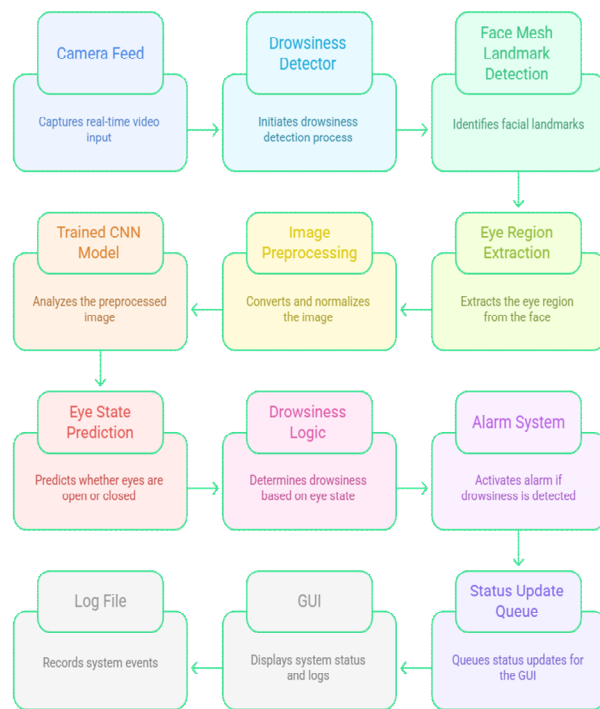 Camera Feed
Captures real-time video
input
Drowsiness
Detector
Initiates drowsiness
detection process
Face Mesh
Landmark
Detection
Identifies facial landmarks
Trained CNN
Model
Analyzes the preprocessed
image
Image
Preprocessing
Converts and normalizes
the image
Eye Region
Extraction
Extracts the eye region
from the face
Eye State
Prediction
Predicts whether eyes are
open or closed
Drowsiness
Logic
Determines drowsiness
based on eye state
Alarm System
Activates alarm if
drowsiness is detected
Log File
Records system events
GUI
Displays system status
and logs
Status Update
Queue
Queues status updates for
the GUI